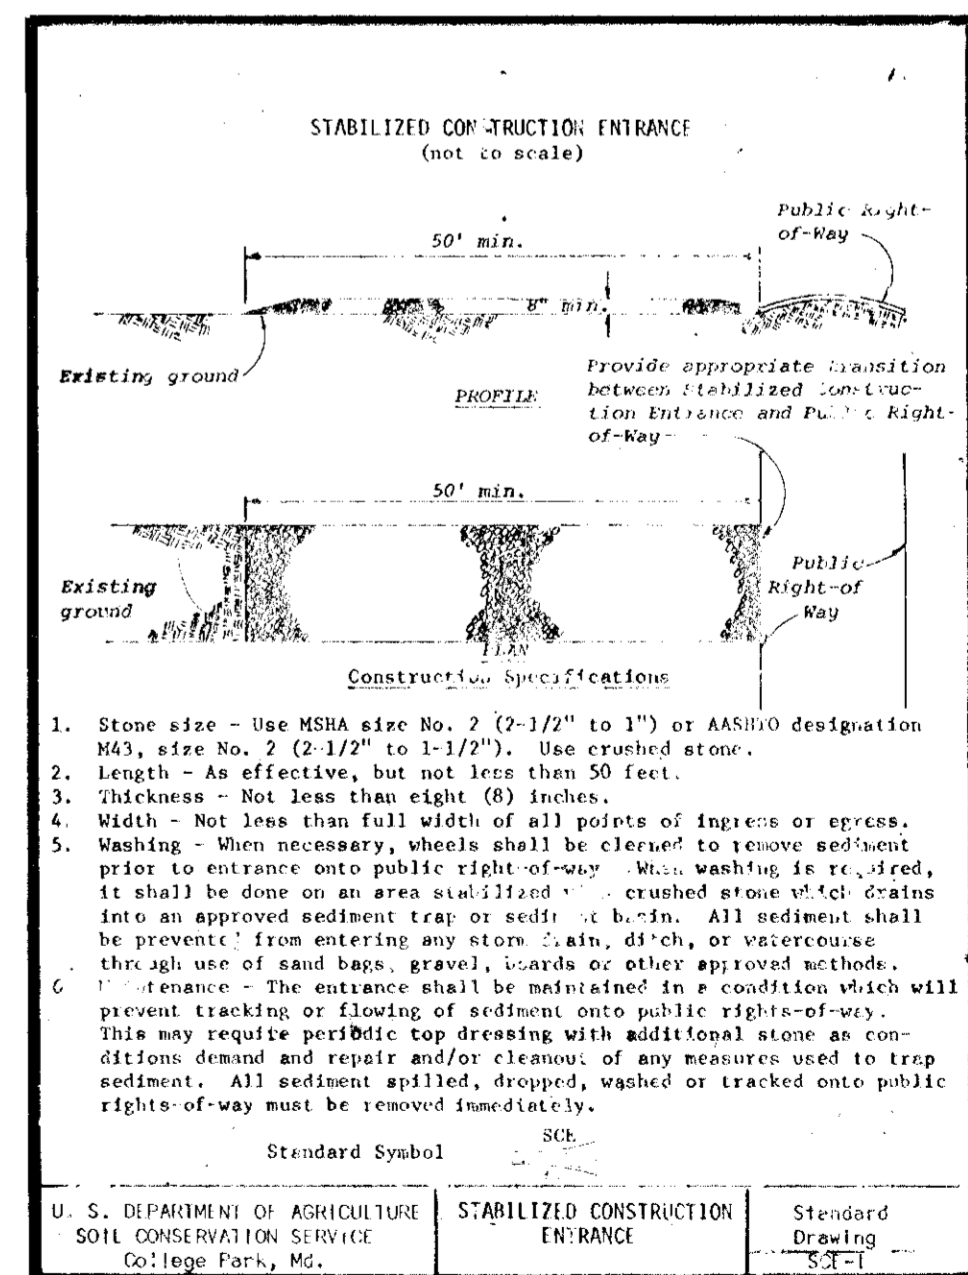 STABILIZED CONSTRUCTION ENTRANCE
(not to scale)
Public Right-
of-Way
50' min.
8" min.
Existing ground
PROFILE
Provide appropriate transition
between Stabilized Construc-
tion Entrance and Public Right-
of-Way
50' min.
Existing
ground
Public
Right-of
Way
PLAN
Construction Specifications
1. Stone size - Use MSHA size No. 2 (2-1/2" to 1") or AASHTO designation
M43, size No. 2 (2-1/2" to 1-1/2"). Use crushed stone.
2. Length - As effective, but not less than 50 feet.
3. Thickness - Not less than eight (8) inches.
4. Width - Not less than full width of all points of ingress or egress.
5. Washing - When necessary, wheels shall be cleaned to remove sediment
prior to entrance onto public right-of-way. When washing is required,
it shall be done on an area stabilized crushed stone which drains
into an approved sediment trap or sediment basin. All sediment shall
be prevented from entering any storm drain, ditch, or watercourse
through use of sand bags, gravel, boards or other approved methods.
6 Maintenance - The entrance shall be maintained in a condition which will
prevent tracking or flowing of sediment onto public rights-of-way.
This may require periodic top dressing with additional stone as con-
ditions demand and repair and/or cleanout of any measures used to trap
sediment. All sediment spilled, dropped, washed or tracked onto public
rights-of-way must be removed immediately.
Standard Symbol
SCE
U. S. DEPARTMENT OF AGRICULTURE
SOIL CONSERVATION SERVICE
College Park, Md.
STABILIZED CONSTRUCTION
ENTRANCE
Standard
Drawing
SCE-1